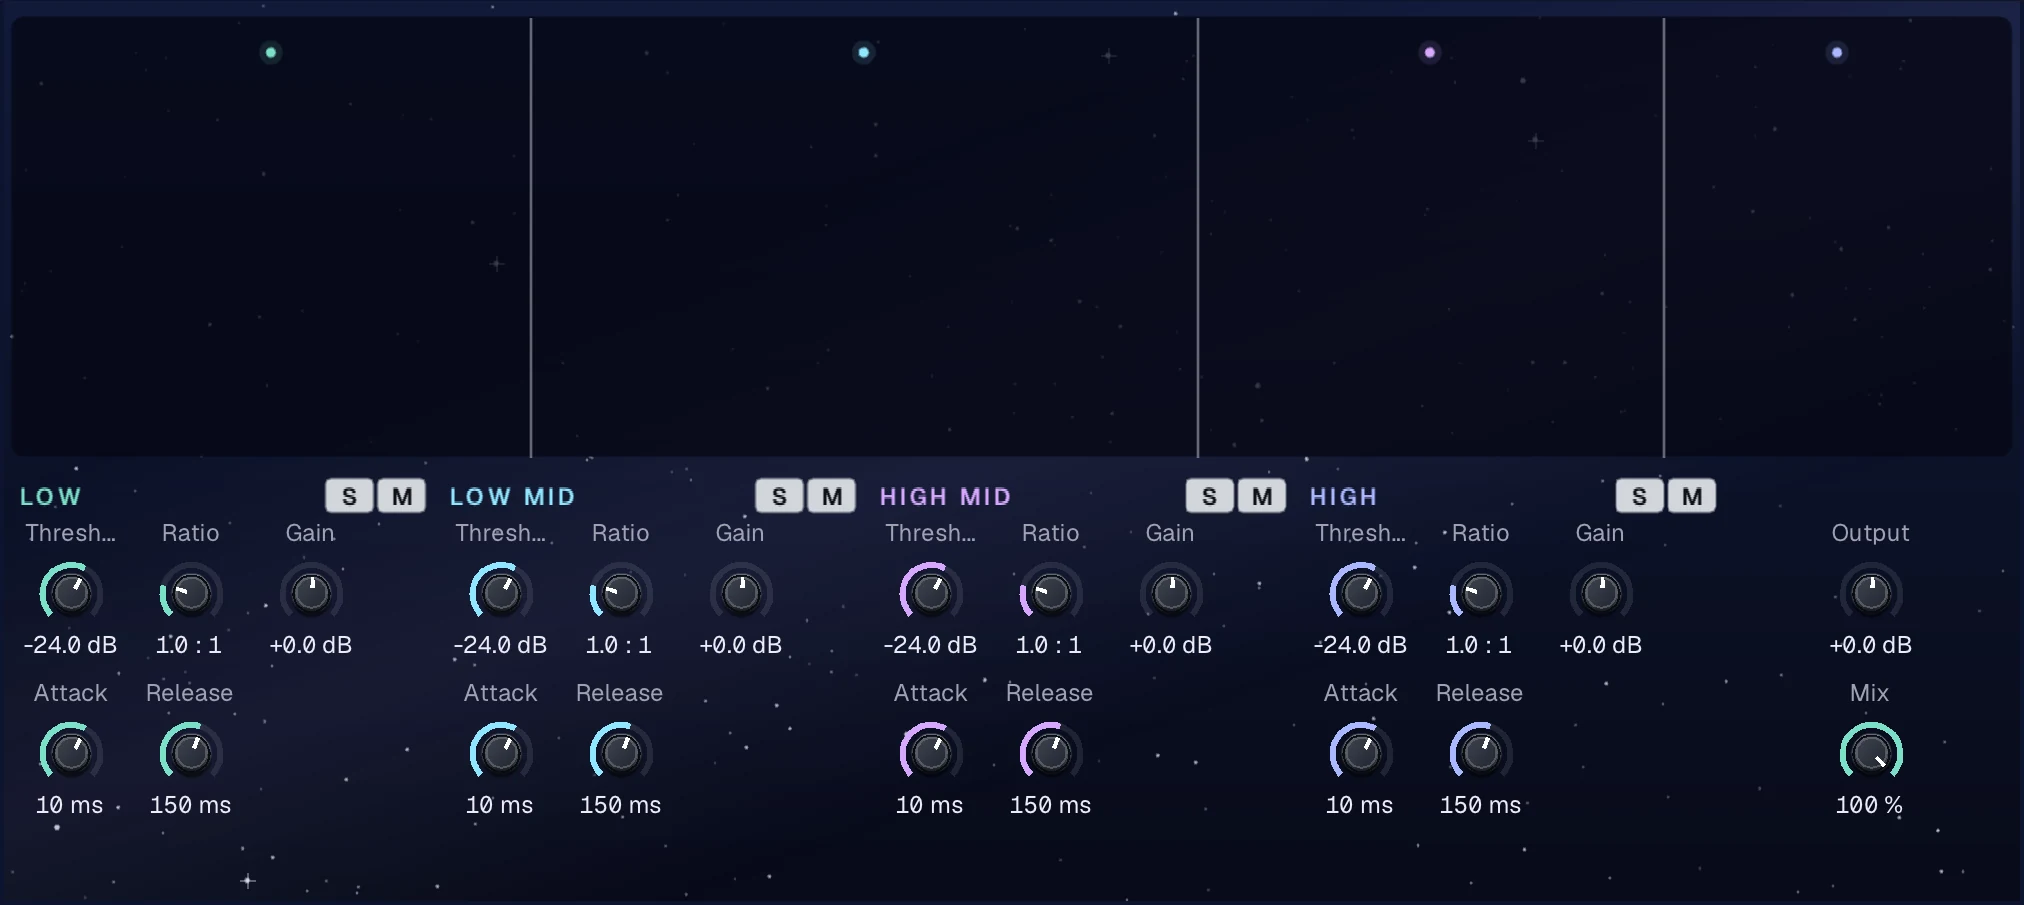 LOW S M LOW MID S M HIGH MID S M HIGH S M
Thresh... Ratio Gain Thresh... Ratio Gain Thresh... Ratio Gain Thresh... Ratio Gain Output
-24.0 dB 1.0 : 1 +0.0 dB -24.0 dB 1.0 : 1 +0.0 dB -24.0 dB 1.0 : 1 +0.0 dB -24.0 dB 1.0 : 1 +0.0 dB +0.0 dB
Attack Release Attack Release Attack Release Attack Release Mix
10 ms 150 ms 10 ms 150 ms 10 ms 150 ms 10 ms 150 ms 100 %